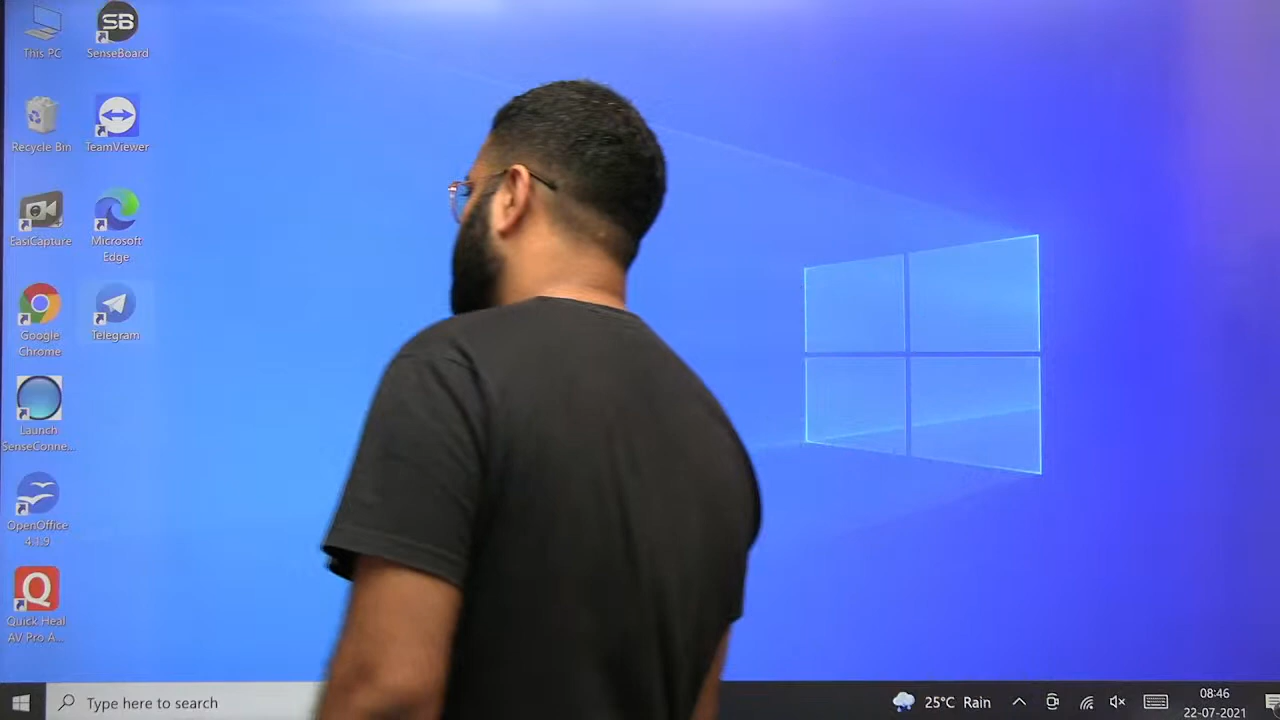 This PC
SB
SenseBoard
Recycle Bin
TeamViewer
EasiCapture
Microsoft
Edge
Google
Chrome
Telegram
Launch
SenseConne...
OpenOffice
4.1.9
Q
Quick Heal
AV Pro A...
Type here to search
25°C Rain
08:46
22-07-2021